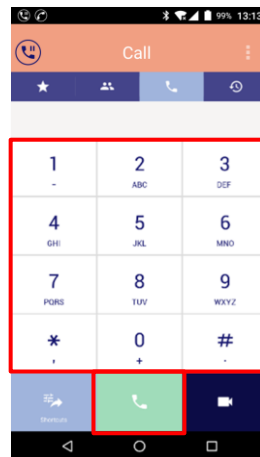 99% 13:13
Call
1 2 3
- ABC DEF
4 5 6
GHI JKL MNO
7 8 9
PQRS TUV WXYZ
* 0 #
, + .
Shortcuts